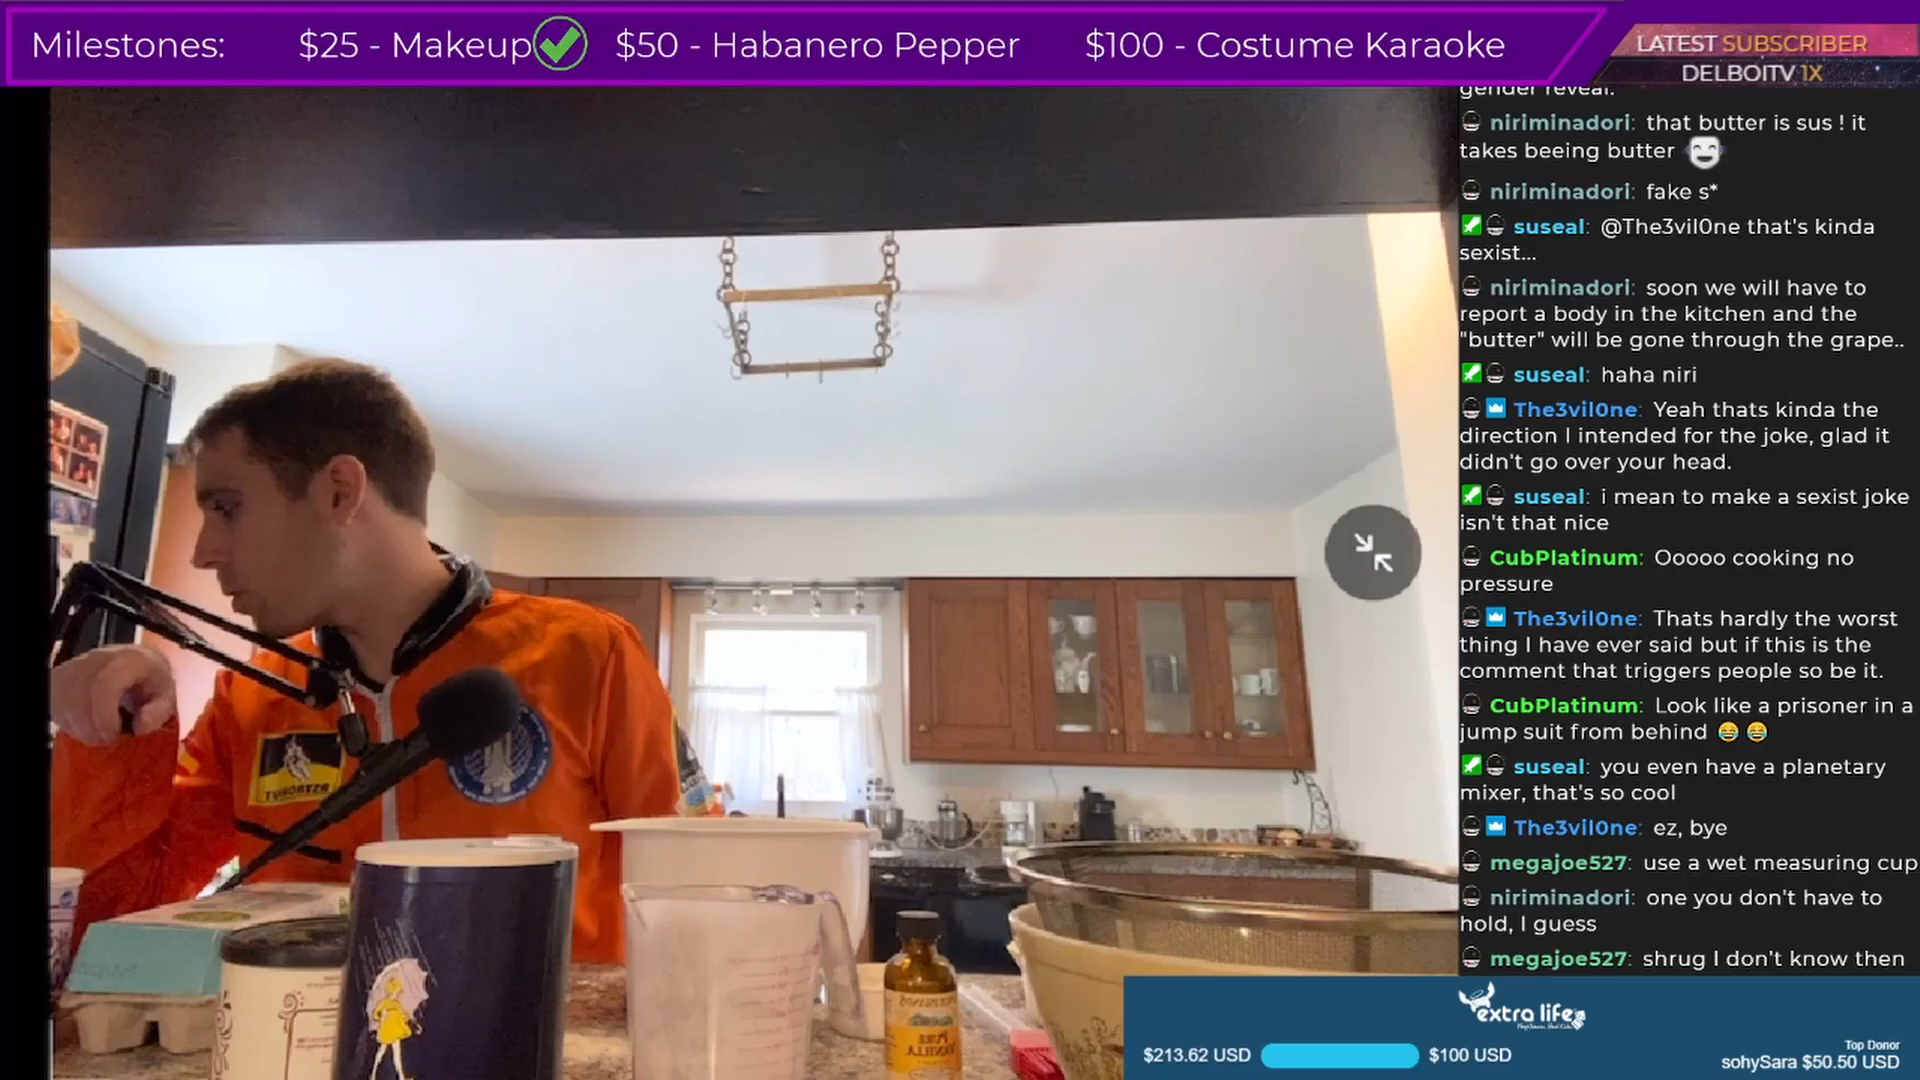 Milestones: $25 - Makeup $50 - Habanero Pepper $100 - Costume Karaoke
LATEST SUBSCRIBER
DELBOITV 1X
gender reveal.
niriminadori: that butter is sus ! it
takes beeing butter
niriminadori: fake s*
suseal: @The3vil0ne that's kinda
sexist...
niriminadori: soon we will have to
report a body in the kitchen and the
"butter" will be gone through the grape..
suseal: haha niri
The3vil0ne: Yeah thats kinda the
direction I intended for the joke, glad it
didn't go over your head.
suseal: i mean to make a sexist joke
isn't that nice
CubPlatinum: Ooooo cooking no
pressure
The3vil0ne: Thats hardly the worst
thing I have ever said but if this is the
comment that triggers people so be it.
CubPlatinum: Look like a prisoner in a
jump suit from behind 😂 😂
suseal: you even have a planetary
mixer, that's so cool
The3vil0ne: ez, bye
megajoe527: use a wet measuring cup
niriminadori: one you don't have to
hold, I guess
megajoe527: shrug I don't know then
PURE
VANILLA
extra life
$213.62 USD $100 USD
Top Donor
sohySara $50.50 USD